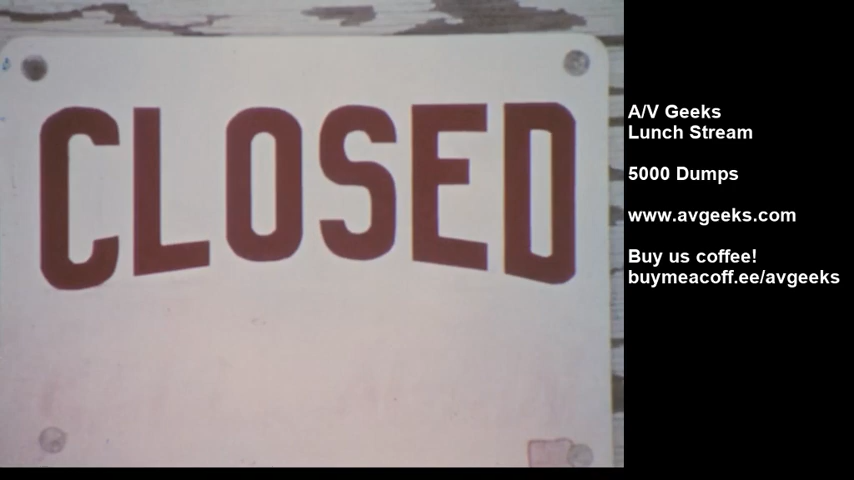 CLOSED
A/V Geeks
Lunch Stream
5000 Dumps
www.avgeeks.com
Buy us coffee!
buymeacoff.ee/avgeeks